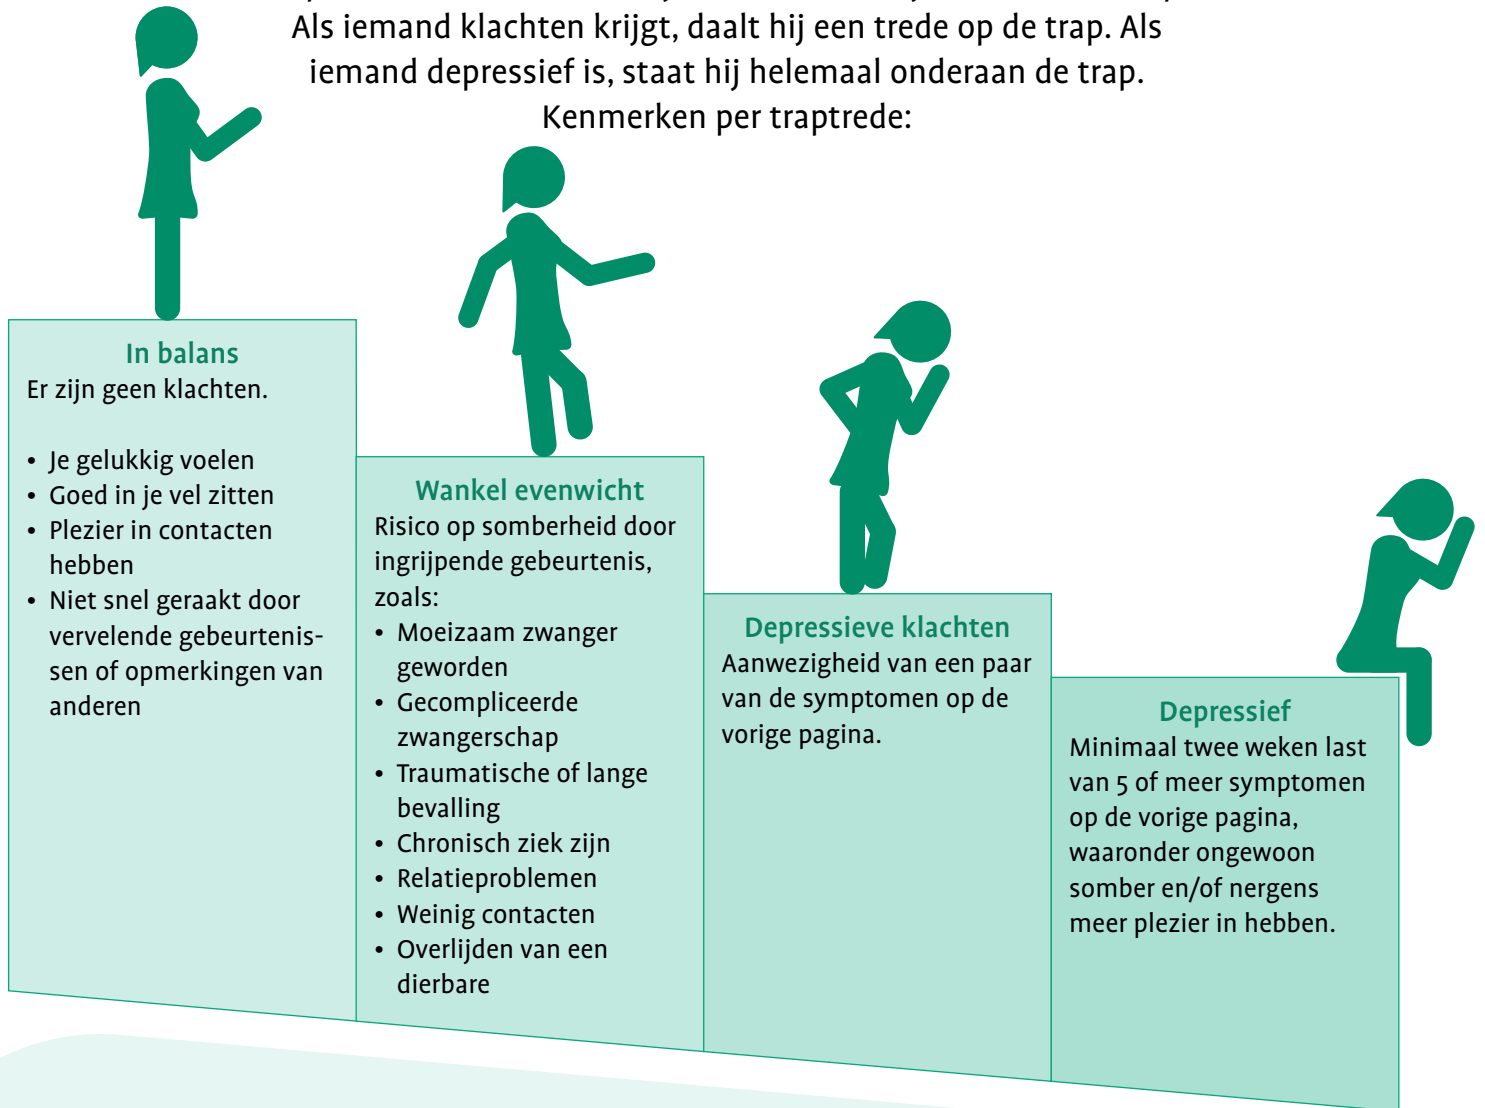 Als iemand klachten krijgt, daalt hij een trede op de trap. Als
iemand depressief is, staat hij helemaal onderaan de trap.
Kenmerken per traptrede:
In balans
Er zijn geen klachten.
• Je gelukkig voelen
• Goed in je vel zitten
• Plezier in contacten
hebben
• Niet snel geraakt door
vervelende gebeurtenis-
sen of opmerkingen van
anderen
Wankel evenwicht
Risico op somberheid door
ingrijpende gebeurtenis,
zoals:
• Moeizaam zwanger
geworden
• Gecompliceerde
zwangerschap
• Traumatische of lange
bevalling
• Chronisch ziek zijn
• Relatieproblemen
• Weinig contacten
• Overlijden van een
dierbare
Depressieve klachten
Aanwezigheid van een paar
van de symptomen op de
vorige pagina.
Depressief
Minimaal twee weken last
van 5 of meer symptomen
op de vorige pagina,
waaronder ongewoon
somber en/of nergens
meer plezier in hebben.